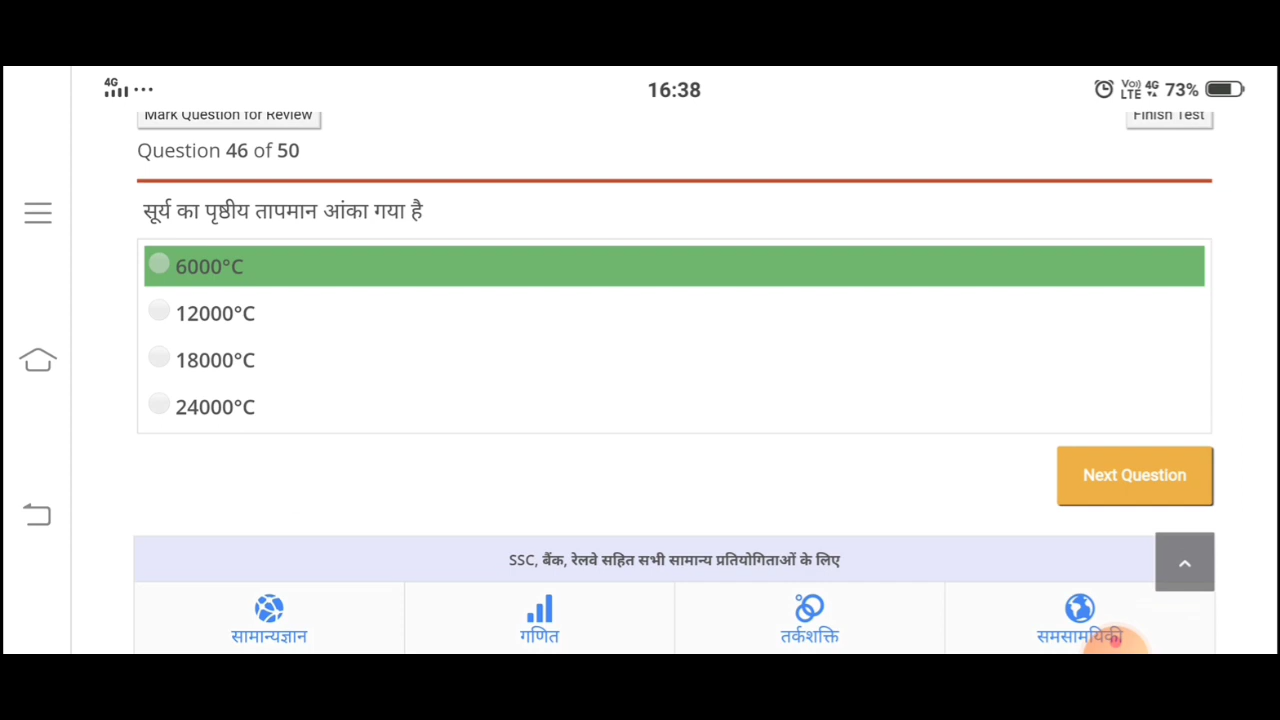 4G
16:38
Vo) LTE 4G 73%
Mark Question for Review
Finish Test
Question 46 of 50
सूर्य का पृष्ठीय तापमान आंका गया है
6000°C
12000°C
18000°C
24000°C
Next Question
SSC, बैंक, रेलवे सहित सभी सामान्य प्रतियोगिताओं के लिए
सामान्यज्ञान
गणित
तर्कशक्ति
समसामयिकी